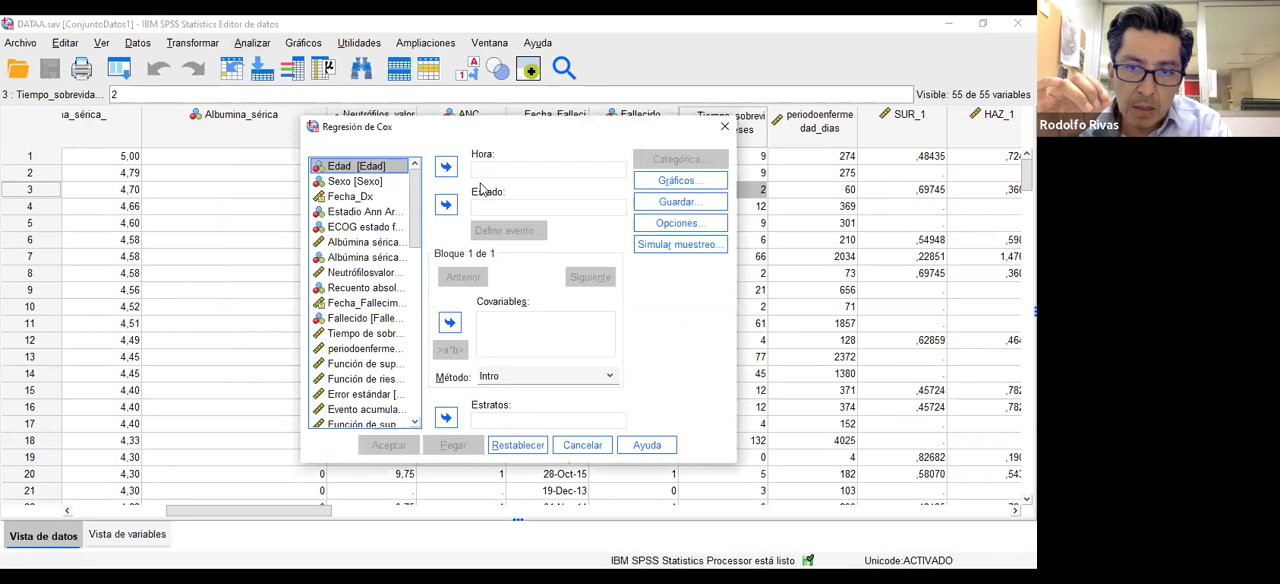 DATAA.sav [ConjuntoDatos1] - IBM SPSS Statistics Editor de datos
Archivo Editar Ver Datos Transformar Analizar Gráficos Utilidades Ampliaciones Ventana Ayuda
3 : Tiempo_sobrevida... 2 Visible: 55 de 55 variables
Albumina_sérica Neutrófilos_valor ANC Fecha_Falleci Fallecido periodoenferme SUR_1 HAZ_1
dad_dias
Regresión de Cox
Edad [Edad]
Sexo [Sexo]
Fecha_Dx
Estadio Ann Ar...
ECOG estado f...
Albúmina sérica...
Albúmina sérica...
Neutrófilosvalor...
Recuento absol...
Fecha_Fallecim...
Fallecido [Falle...
Tiempo de sobr...
periodoenferme...
Función de sup...
Función de ries...
Error estándar [...
Evento acumula...
Función de sup...
Hora:
Estado:
Definir evento...
Bloque 1 de 1
Anterior Siguiente
Covariables:
>a*b>
Método: Intro
Estratos:
Categórica...
Gráficos...
Guardar...
Opciones...
Simular muestreo...
Aceptar Pegar Restablecer Cancelar Ayuda
1 5,00 9 274 ,48435
2 4,79 9 275 .
3 4,70 2 60 ,69745
4 4,66 9 286 .
5 4,58 9 301 .
6 4,58 6 210 ,54948
7 4,58 66 2034 ,22851
8 4,58 2 73 ,69745
9 4,56 21 656 .
10 4,52 2 71 .
11 4,51 61 1857 .
12 4,49 4 128 ,62859
13 4,45 77 2372 .
14 4,45 45 1380 .
15 4,40 12 371 ,45724
16 4,40 12 374 ,45724
17 4,40 4 152 .
18 4,33 132 4025 .
19 4,30 0 4 ,82682
20 4,30 0 9,75 1 28-Oct-15 1 5 182 ,58070
21 4,30 0 . . 19-Dec-13 0 3 103 .
Vista de datos Vista de variables
IBM SPSS Statistics Processor está listo Unicode:ACTIVADO
Rodolfo Rivas